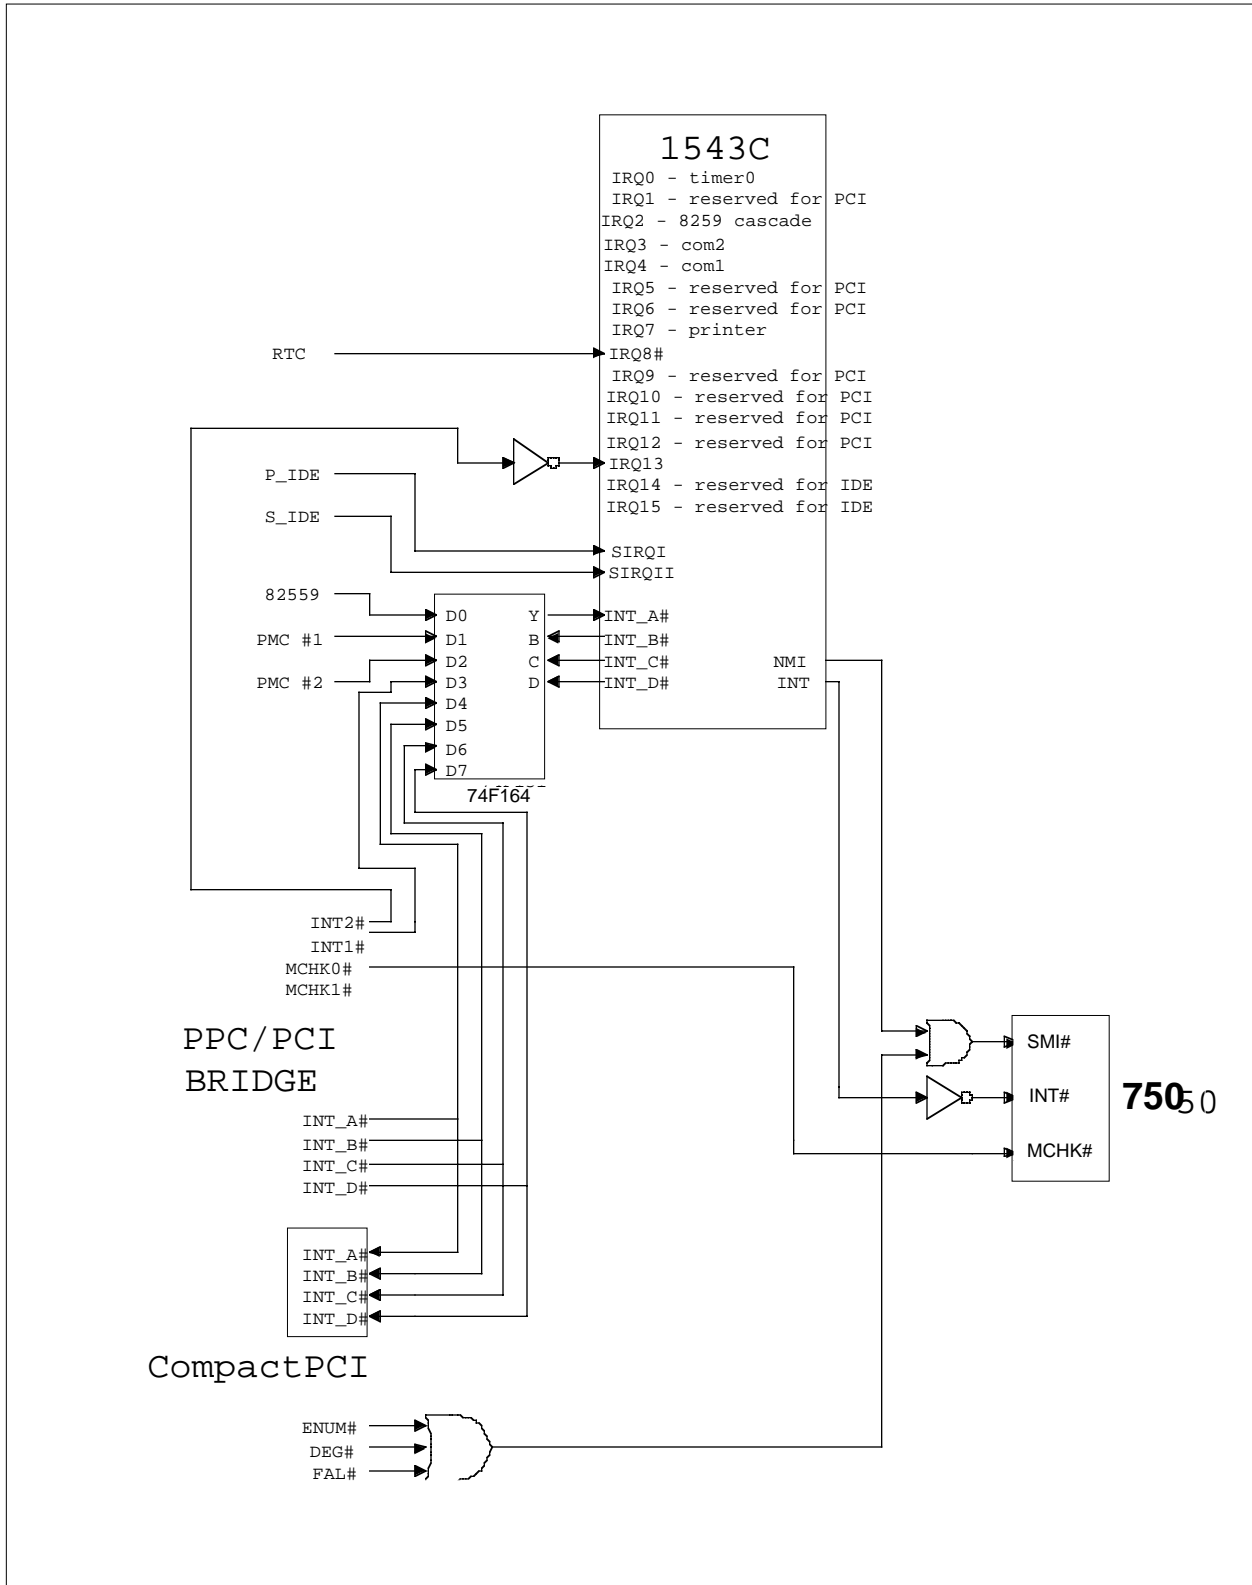 1543C
IRQ0 - timer0
IRQ1 - reserved for PCI
IRQ2 - 8259 cascade
IRQ3 - com2
IRQ4 - com1
IRQ5 - reserved for PCI
IRQ6 - reserved for PCI
IRQ7 - printer
RTC
IRQ8#
IRQ9 - reserved for PCI
IRQ10 - reserved for PCI
IRQ11 - reserved for PCI
IRQ12 - reserved for PCI
IRQ13
P_IDE
IRQ14 - reserved for IDE
IRQ15 - reserved for IDE
S_IDE
SIRQI
SIRQII
82559
D0 Y INT_A#
PMC #1 D1 B INT_B#
D2 C INT_C# NMI
PMC #2 D3 D INT_D# INT
D4
D5
D6
D7
74F164
INT2#
INT1#
MCHK0#
MCHK1#
PPC/PCI
BRIDGE
SMI#
INT#
MCHK#
750
50
INT_A#
INT_B#
INT_C#
INT_D#
INT_A#
INT_B#
INT_C#
INT_D#
CompactPCI
ENUM#
DEG#
FAL#